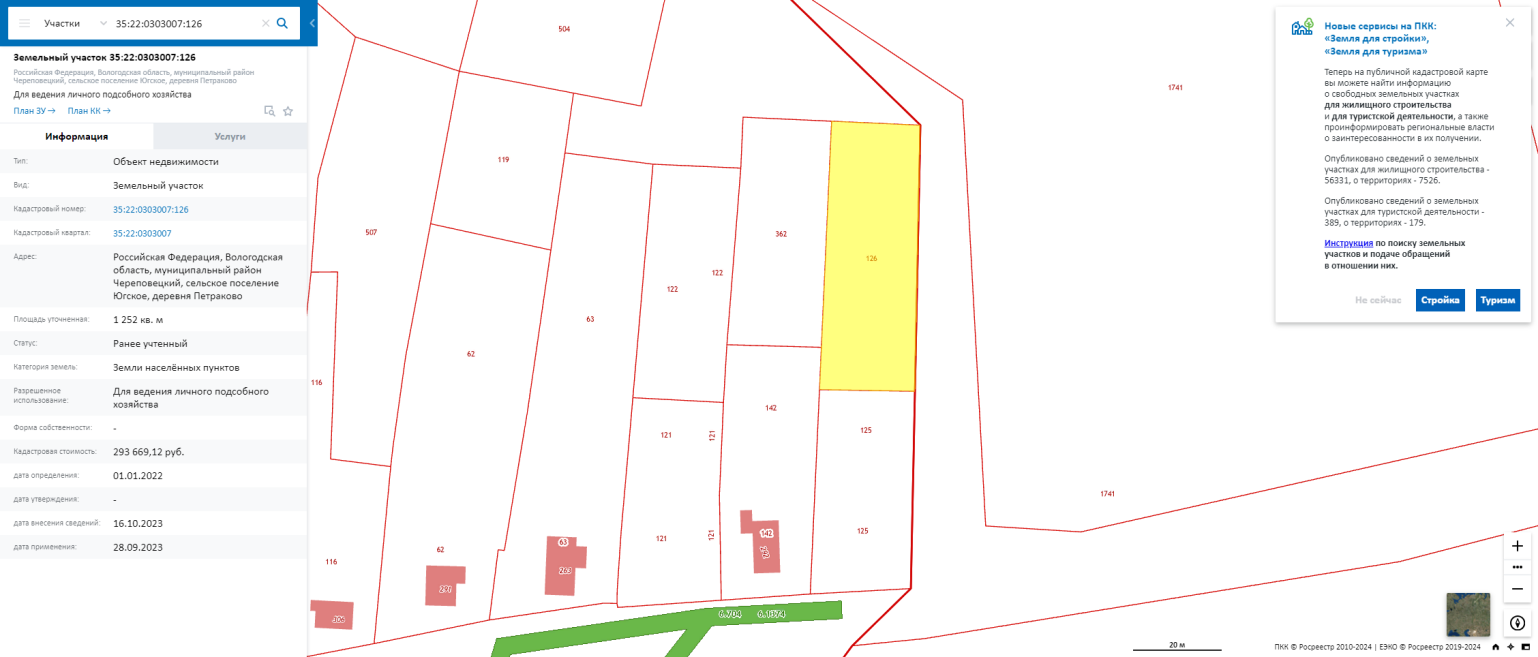 Участки
35:22:0303007:126
Земельный участок 35:22:0303007:126
Российская Федерация, Вологодская область, муниципальный район
Череповецкий, сельское поселение Югское, деревня Петраково
Для ведения личного подсобного хозяйства
План ЗУ → План КК →
Информация
Услуги
Тип: Объект недвижимости
Вид: Земельный участок
Кадастровый номер: 35:22:0303007:126
Кадастровый квартал: 35:22:0303007
Адрес: Российская Федерация, Вологодская
область, муниципальный район
Череповецкий, сельское поселение
Югское, деревня Петраково
Площадь уточненная: 1 252 кв. м
Статус: Ранее учтенный
Категория земель: Земли населённых пунктов
Разрешенное
использование:
Для ведения личного подсобного
хозяйства
Форма собственности: -
Кадастровая стоимость: 293 669,12 руб.
дата определения: 01.01.2022
дата утверждения: -
дата внесения сведений: 16.10.2023
дата применения: 28.09.2023
504
1741
119
507
362
126
122
122
63
62
116
142
121
121
125
1741
121
121
125
142
62
63
116
263
291
306
6.704 6.1374
Новые сервисы на ПКК:
«Земля для стройки»,
«Земля для туризма»
Теперь на публичной кадастровой карте
вы можете найти информацию
о свободных земельных участках
для жилищного строительства
и для туристской деятельности, а также
проинформировать региональные власти
о заинтересованности в их получении.
Опубликовано сведений о земельных
участках для жилищного строительства -
56331, о территориях - 7526.
Опубликовано сведений о земельных
участках для туристской деятельности -
389, о территориях - 179.
Инструкция по поиску земельных
участков и подаче обращений
в отношении них.
Не сейчас
Стройка
Туризм
20 м
ПКК © Росреестр 2010-2024 | ЕЭКО © Росреестр 2019-2024